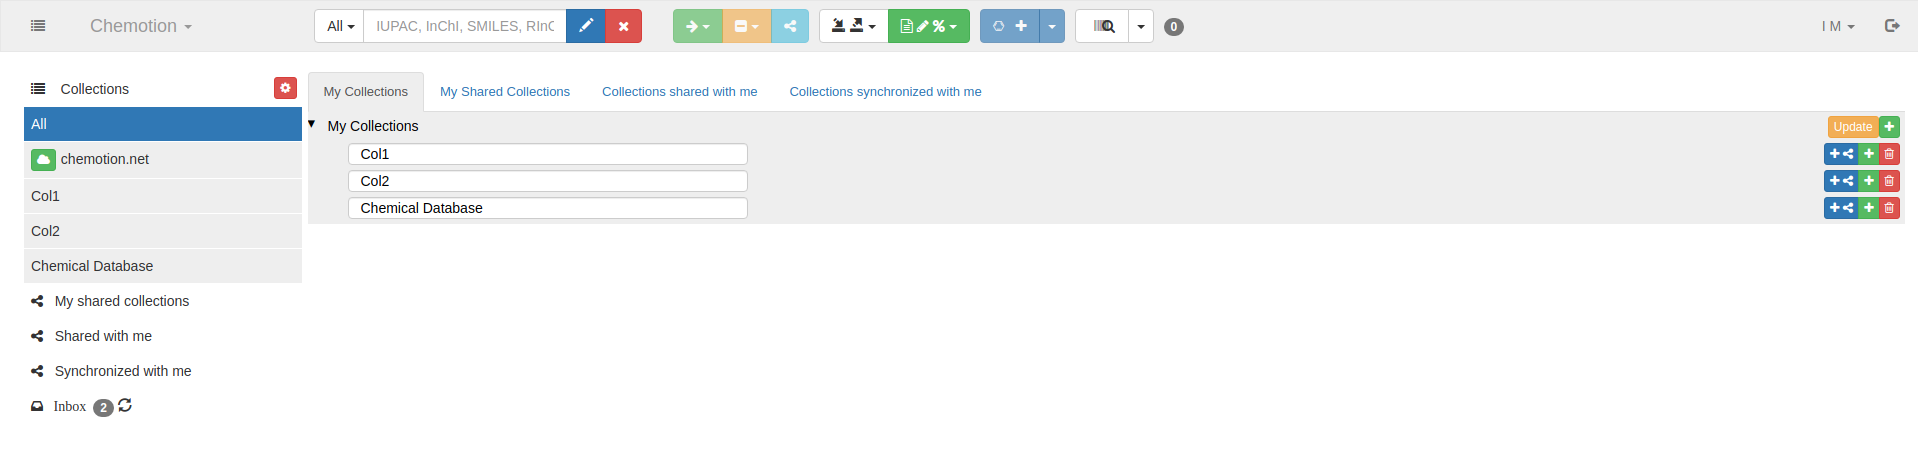 Chemotion
All
IUPAC, InChI, SMILES, RInC
0
I M
Collections
All
chemotion.net
Col1
Col2
Chemical Database
My shared collections
Shared with me
Synchronized with me
Inbox 2
My Collections My Shared Collections Collections shared with me Collections synchronized with me
My Collections Update
Col1
Col2
Chemical Database